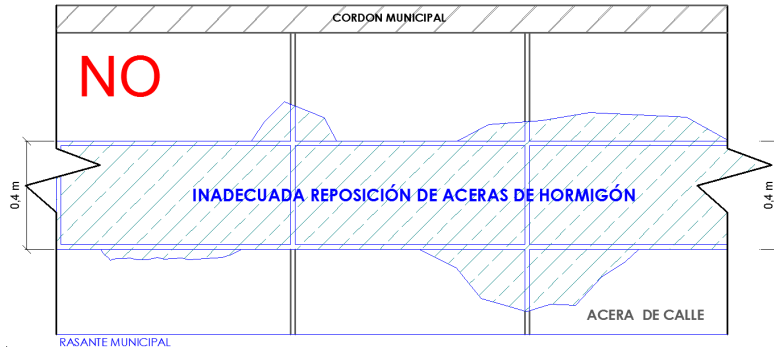 CORDON MUNICIPAL
NO
0,4 m
INADECUADA REPOSICIÓN DE ACERAS DE HORMIGÓN
0,4 m
ACERA DE CALLE
RASANTE MUNICIPAL